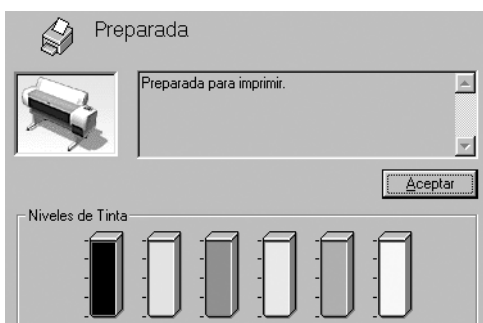 Preparada
Preparada para imprimir.
Aceptar
Niveles de Tinta